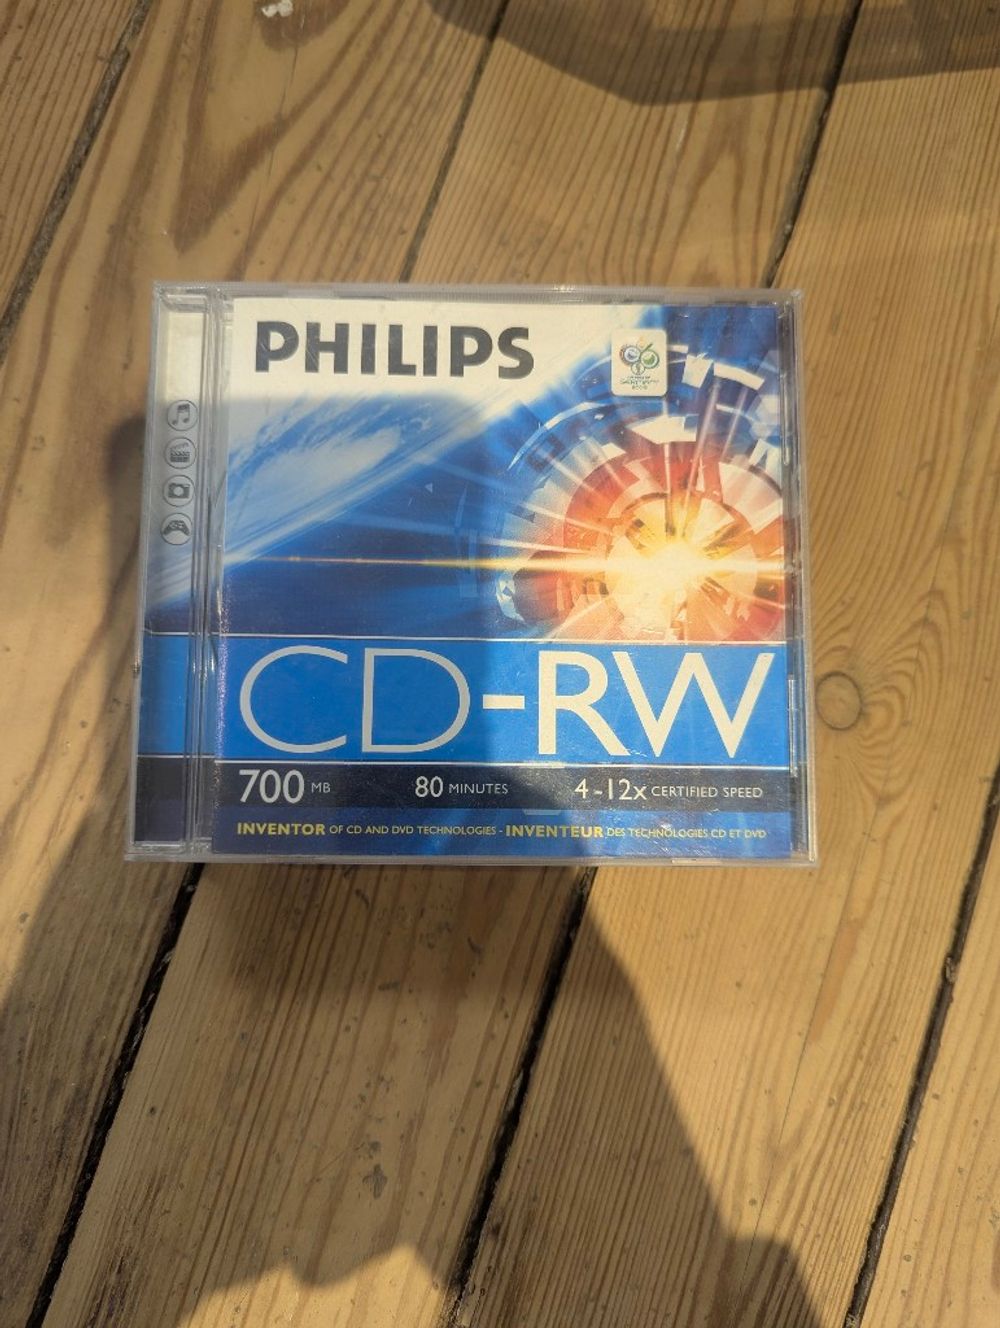 PHILIPS
CD-RW
700 MB 80 MINUTES 4-12x CERTIFIED SPEED
INVENTOR OF CD AND DVD TECHNOLOGIES - INVENTEUR DES TECHNOLOGIES CD ET DVD